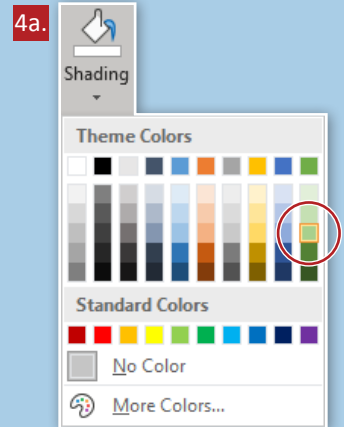 4a.
Shading
Theme Colors
Standard Colors
No Color
More Colors...